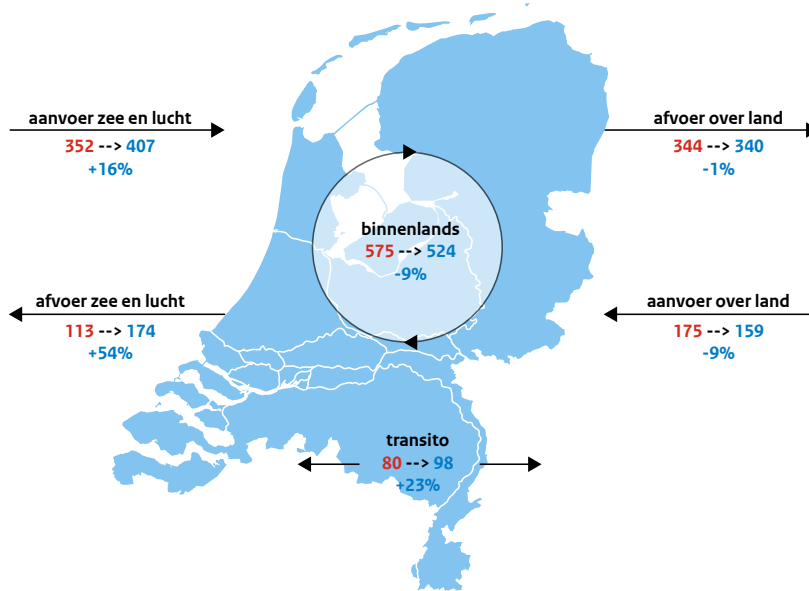 aanvoer zee en lucht
352 --> 407
+16%
afvoer over land
344 --> 340
-1%
binnenlands
575 --> 524
-9%
afvoer zee en lucht
113 --> 174
+54%
aanvoer over land
175 --> 159
-9%
transito
80 --> 98
+23%